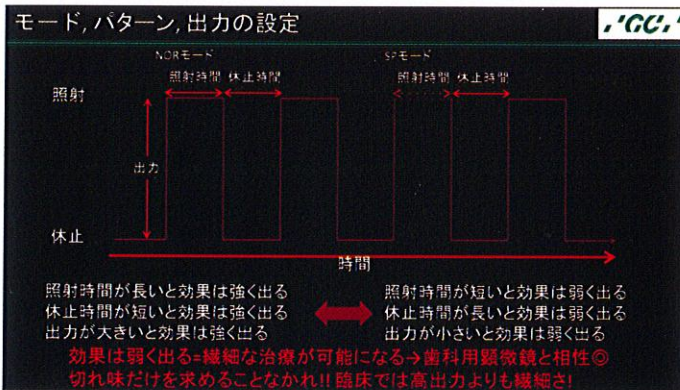 モード, パターン, 出力の設定
'GC,'
NORモード
SPモード
照射時間 休止時間
照射時間 休止時間
照射
出力
休止
時間
照射時間が長いと効果は強く出る
休止時間が短いと効果は強く出る
出力が大きいと効果は強く出る
照射時間が短いと効果は弱く出る
休止時間が長いと効果は弱く出る
出力が小さいと効果は弱く出る
効果は弱く出る=繊細な治療が可能になる→歯科用顕微鏡と相性◎
切れ味だけを求めることなかれ!! 臨床では高出力よりも繊細さ!